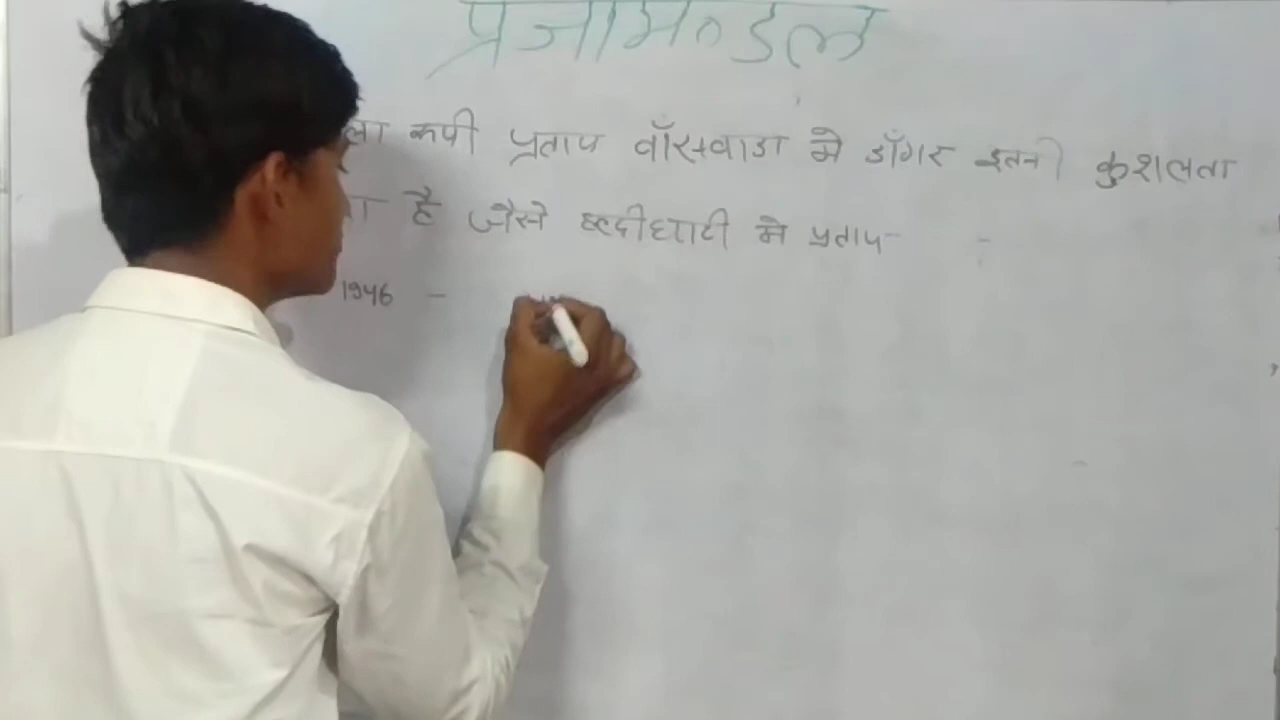 प्रजामण्डल
ला रूपी प्रताप वाॅंसवाडा मे डाॅंगर इतनी कुशलता
है जैसे हल्दीघाटी मे प्रताप
1946 -